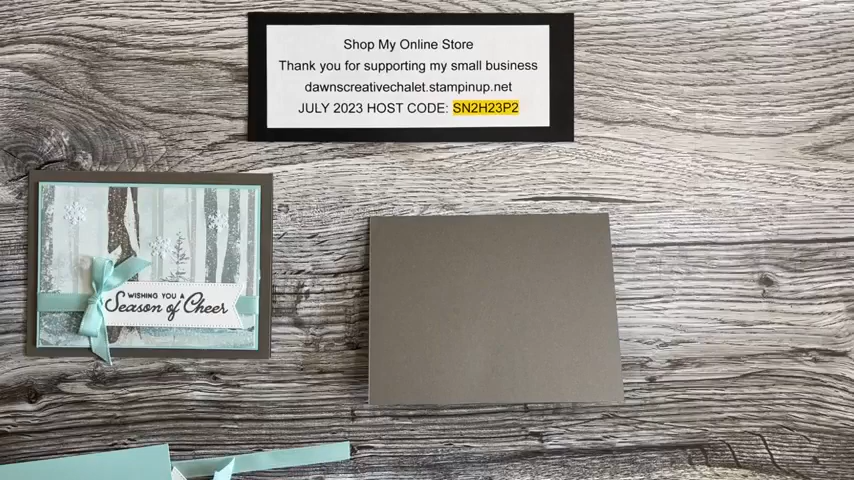 Shop My Online Store
Thank you for supporting my small business
dawnscreativechalet.stampinup.net
JULY 2023 HOST CODE: SN2H23P2
WISHING YOU A
Season of Cheer